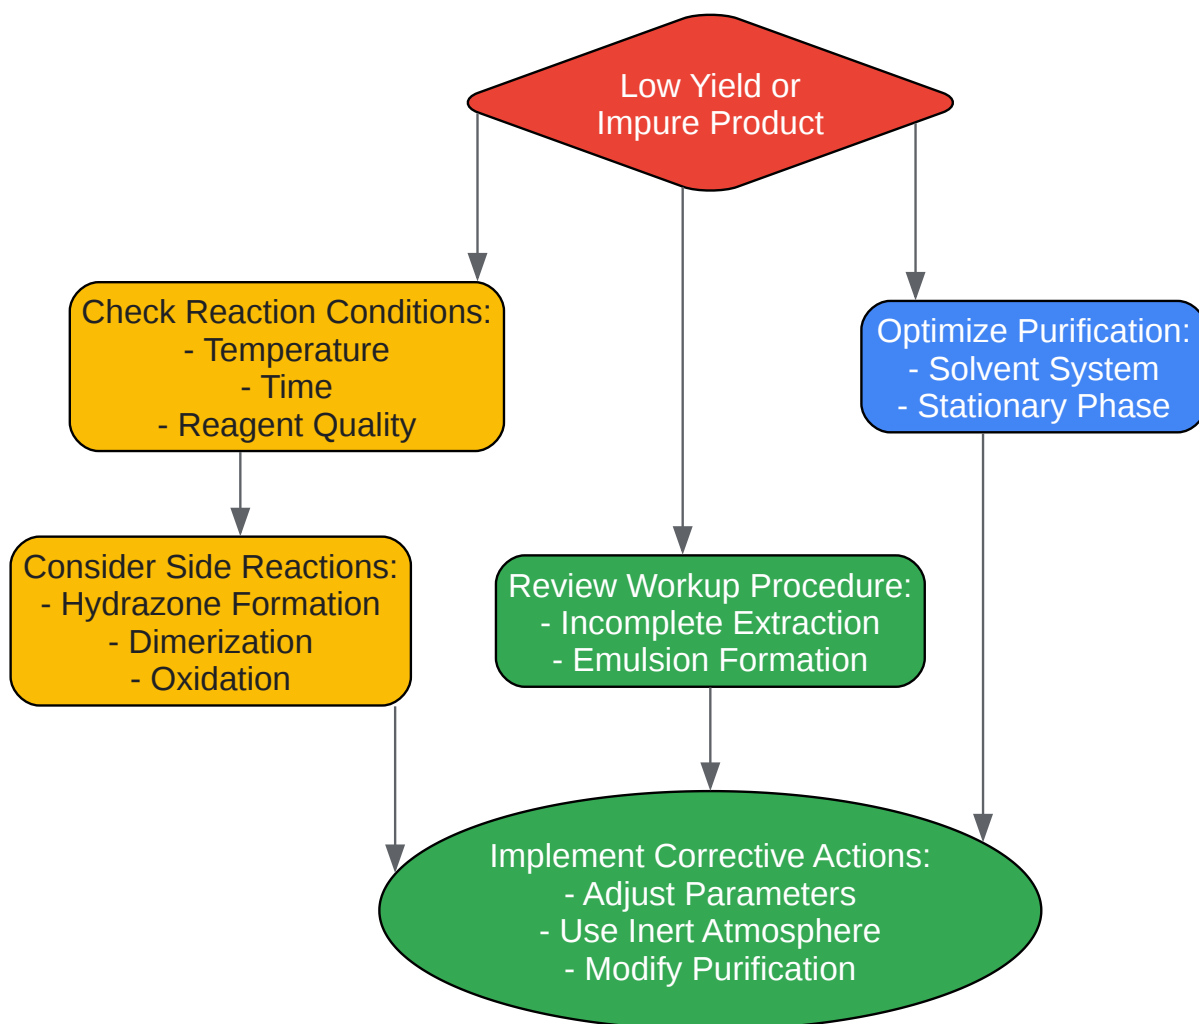 Low Yield or
Impure Product
Check Reaction Conditions:
- Temperature
- Time
- Reagent Quality
Optimize Purification:
- Solvent System
- Stationary Phase
Consider Side Reactions:
- Hydrazone Formation
- Dimerization
- Oxidation
Review Workup Procedure:
- Incomplete Extraction
- Emulsion Formation
Implement Corrective Actions:
- Adjust Parameters
- Use Inert Atmosphere
- Modify Purification